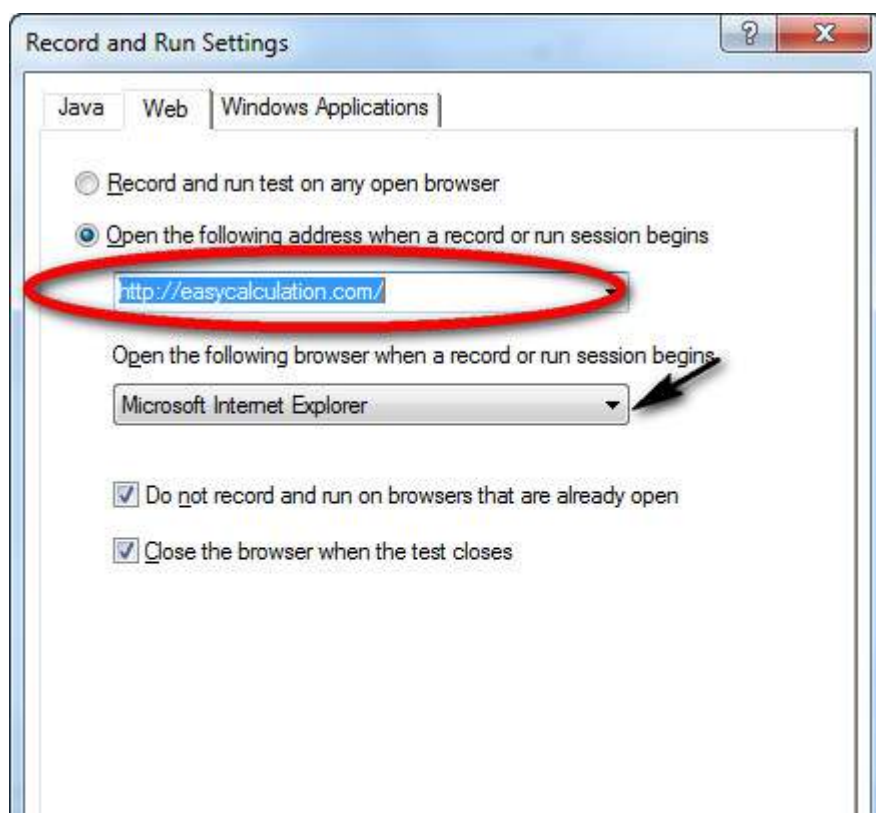 Record and Run Settings
Java Web Windows Applications
Record and run test on any open browser
Open the following address when a record or run session begins
http://easycalculation.com/
Open the following browser when a record or run session begins
Microsoft Internet Explorer
Do not record and run on browsers that are already open
Close the browser when the test closes